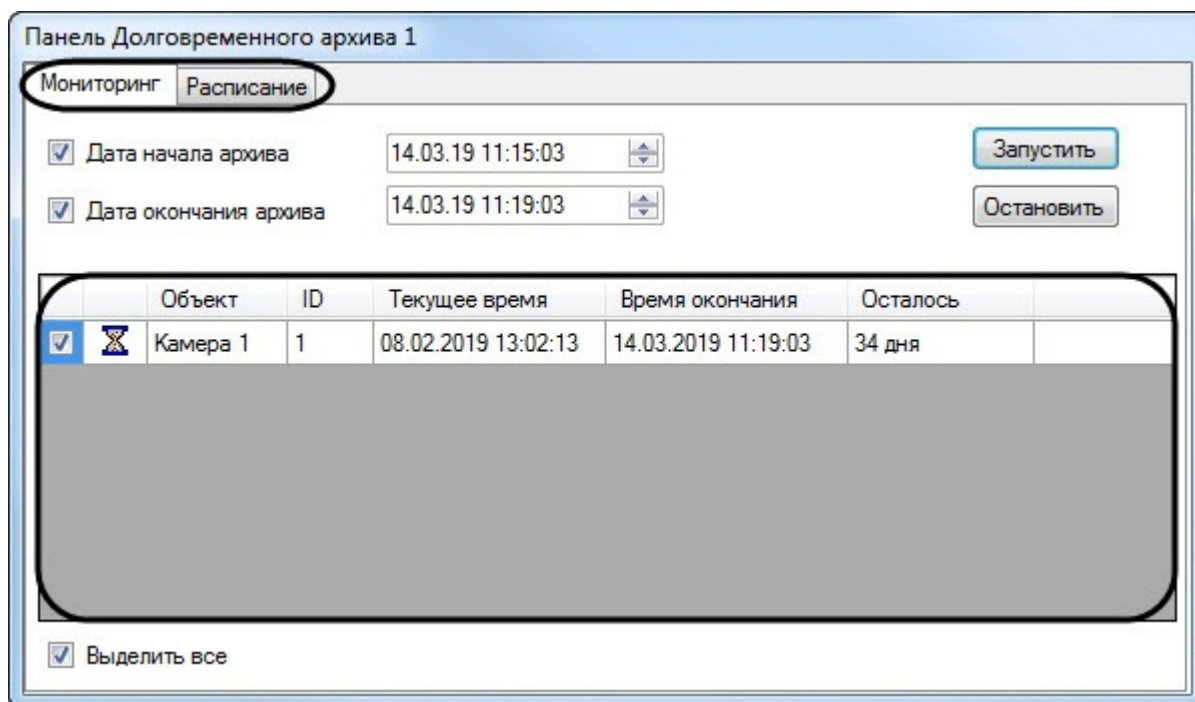 Панель Долговременного архива 1
Мониторинг Расписание
Дата начала архива 14.03.19 11:15:03 Запустить
Дата окончания архива 14.03.19 11:19:03 Остановить
Объект ID Текущее время Время окончания Осталось
Камера 1 1 08.02.2019 13:02:13 14.03.2019 11:19:03 34 дня
Выделить все